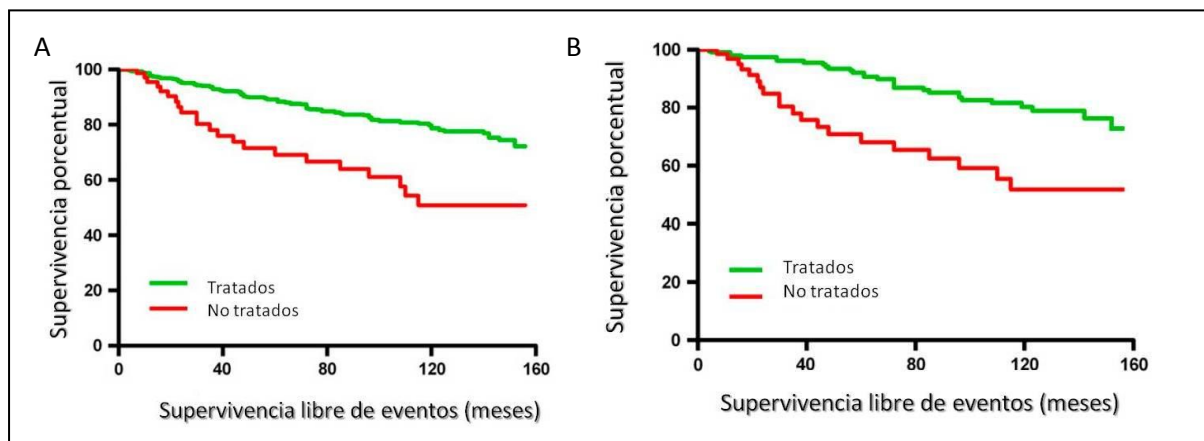 A
Supervivencia porcentual
100
80
60
40
20
0
Tratados
No tratados
0 40 80 120 160
Supervivencia libre de eventos (meses)
B
Supervivencia porcentual
100
80
60
40
20
0
Tratados
No tratados
0 40 80 120 160
Supervivencia libre de eventos (meses)